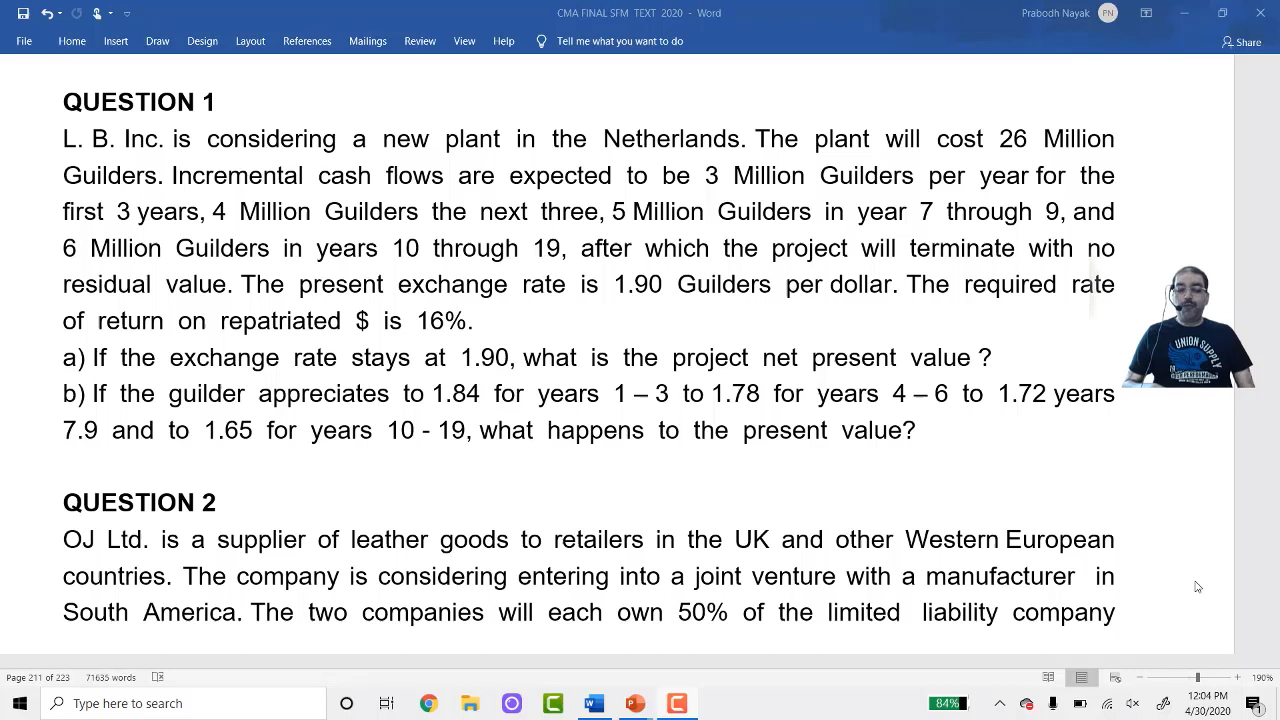 CMA FINAL SFM TEXT 2020 - Word
Prabodh Nayak
PN
File Home Insert Draw Design Layout References Mailings Review View Help Tell me what you want to do
Share
QUESTION 1
L. B. Inc. is considering a new plant in the Netherlands. The plant will cost 26 Million
Guilders. Incremental cash flows are expected to be 3 Million Guilders per year for the
first 3 years, 4 Million Guilders the next three, 5 Million Guilders in year 7 through 9, and
6 Million Guilders in years 10 through 19, after which the project will terminate with no
residual value. The present exchange rate is 1.90 Guilders per dollar. The required rate
of return on repatriated $ is 16%.
a) If the exchange rate stays at 1.90, what is the project net present value ?
b) If the guilder appreciates to 1.84 for years 1 – 3 to 1.78 for years 4 – 6 to 1.72 years
7.9 and to 1.65 for years 10 - 19, what happens to the present value?
UNION SUPPLY
QUESTION 2
OJ Ltd. is a supplier of leather goods to retailers in the UK and other Western European
countries. The company is considering entering into a joint venture with a manufacturer in
South America. The two companies will each own 50% of the limited liability company
Page 211 of 223 71635 words
190%
Type here to search
84%
12:04 PM
4/30/2020
1